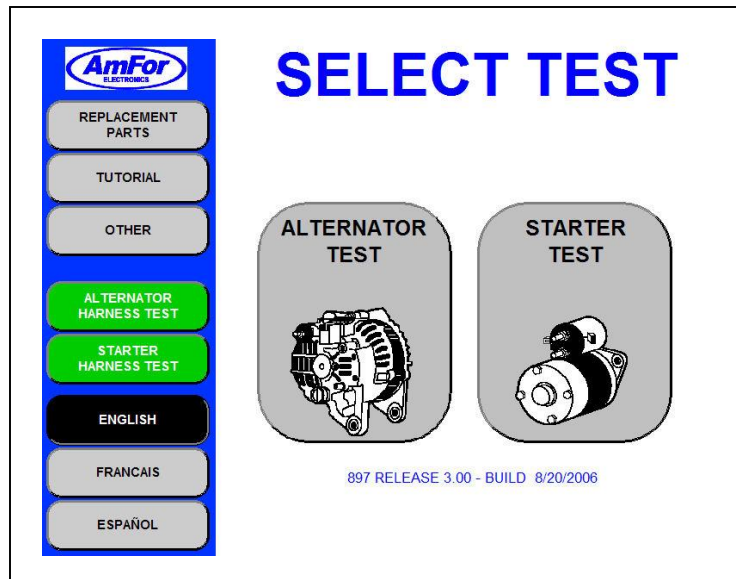 AmFor
ELECTRONICS
REPLACEMENT
PARTS
TUTORIAL
OTHER
ALTERNATOR
HARNESS TEST
STARTER
HARNESS TEST
ENGLISH
FRANCAIS
ESPAÑOL
SELECT TEST
ALTERNATOR
TEST
STARTER
TEST
897 RELEASE 3.00 - BUILD 8/20/2006